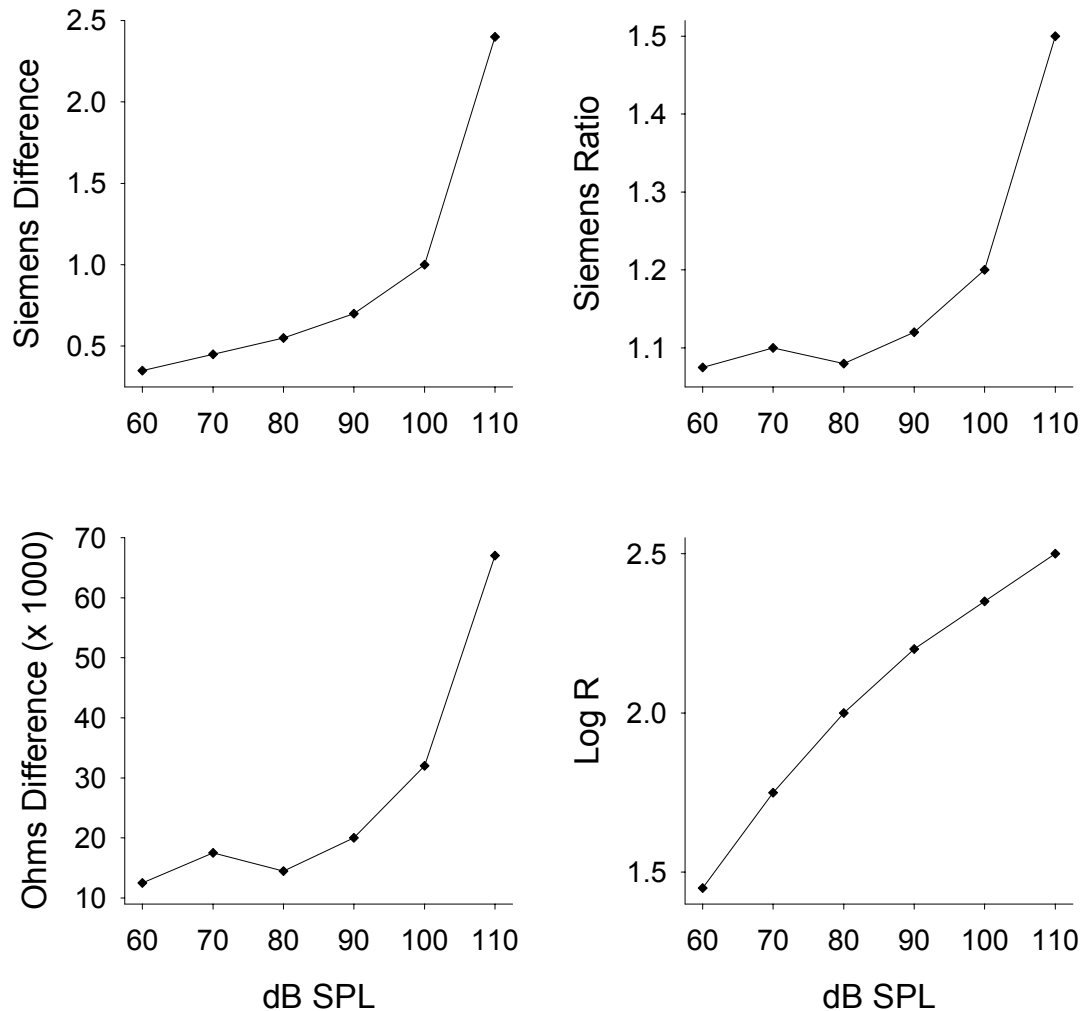 Siemens Difference
2.5
2.0
1.5
1.0
0.5
60 70 80 90 100 110
Siemens Ratio
1.5
1.4
1.3
1.2
1.1
60 70 80 90 100 110
Ohms Difference (x 1000)
70
60
50
40
30
20
10
60 70 80 90 100 110
dB SPL
Log R
2.5
2.0
1.5
60 70 80 90 100 110
dB SPL